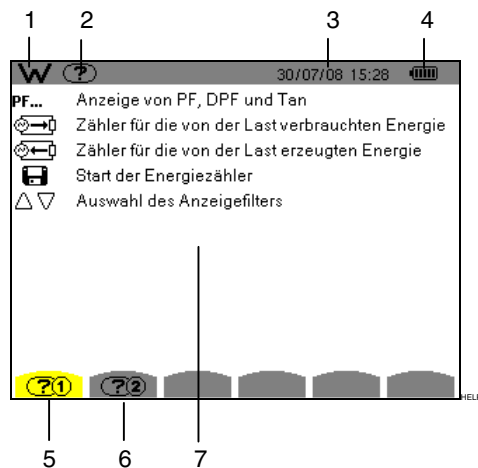 1 2 3 4
W ? 30/07/08 15:28
PF... Anzeige von PF, DPF und Tan
Zähler für die von der Last verbrauchten Energie
Zähler für die von der Last erzeugten Energie
Start der Energiezähler
Auswahl des Anzeigefilters
?1 ?2
HEL
5 6 7